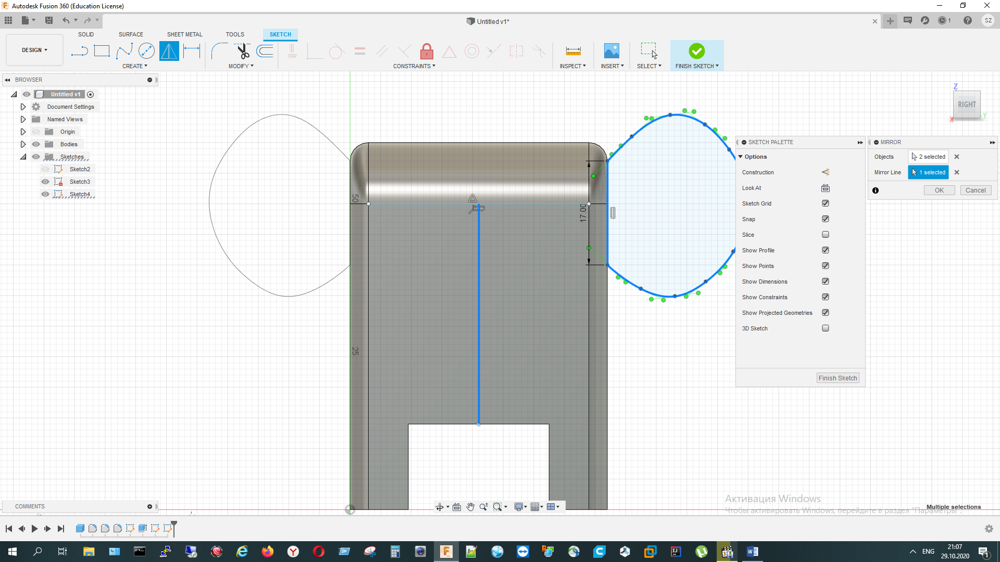 Autodesk Fusion 360 (Education License)
Untitled v1*
1
SZ
DESIGN
SOLID
SURFACE
SHEET METAL
TOOLS
SKETCH
CREATE
MODIFY
CONSTRAINTS
INSPECT
INSERT
SELECT
FINISH SKETCH
BROWSER
Untitled v1
Document Settings
Named Views
Origin
Bodies
Sketches
Sketch2
Sketch3
Sketch4
50
17.00
25
Z
RIGHT
X
Y
SKETCH PALETTE
Options
Construction
Look At
Sketch Grid
Snap
Slice
Show Profile
Show Points
Show Dimensions
Show Constraints
Show Projected Geometries
3D Sketch
Finish Sketch
MIRROR
Objects
2 selected
Mirror Line
1 selected
OK
Cancel
Активация Windows
Чтобы активировать Windows, перейдите в раздел "Параметры".
Multiple selections
COMMENTS
ENG
21:07
29.10.2020
1